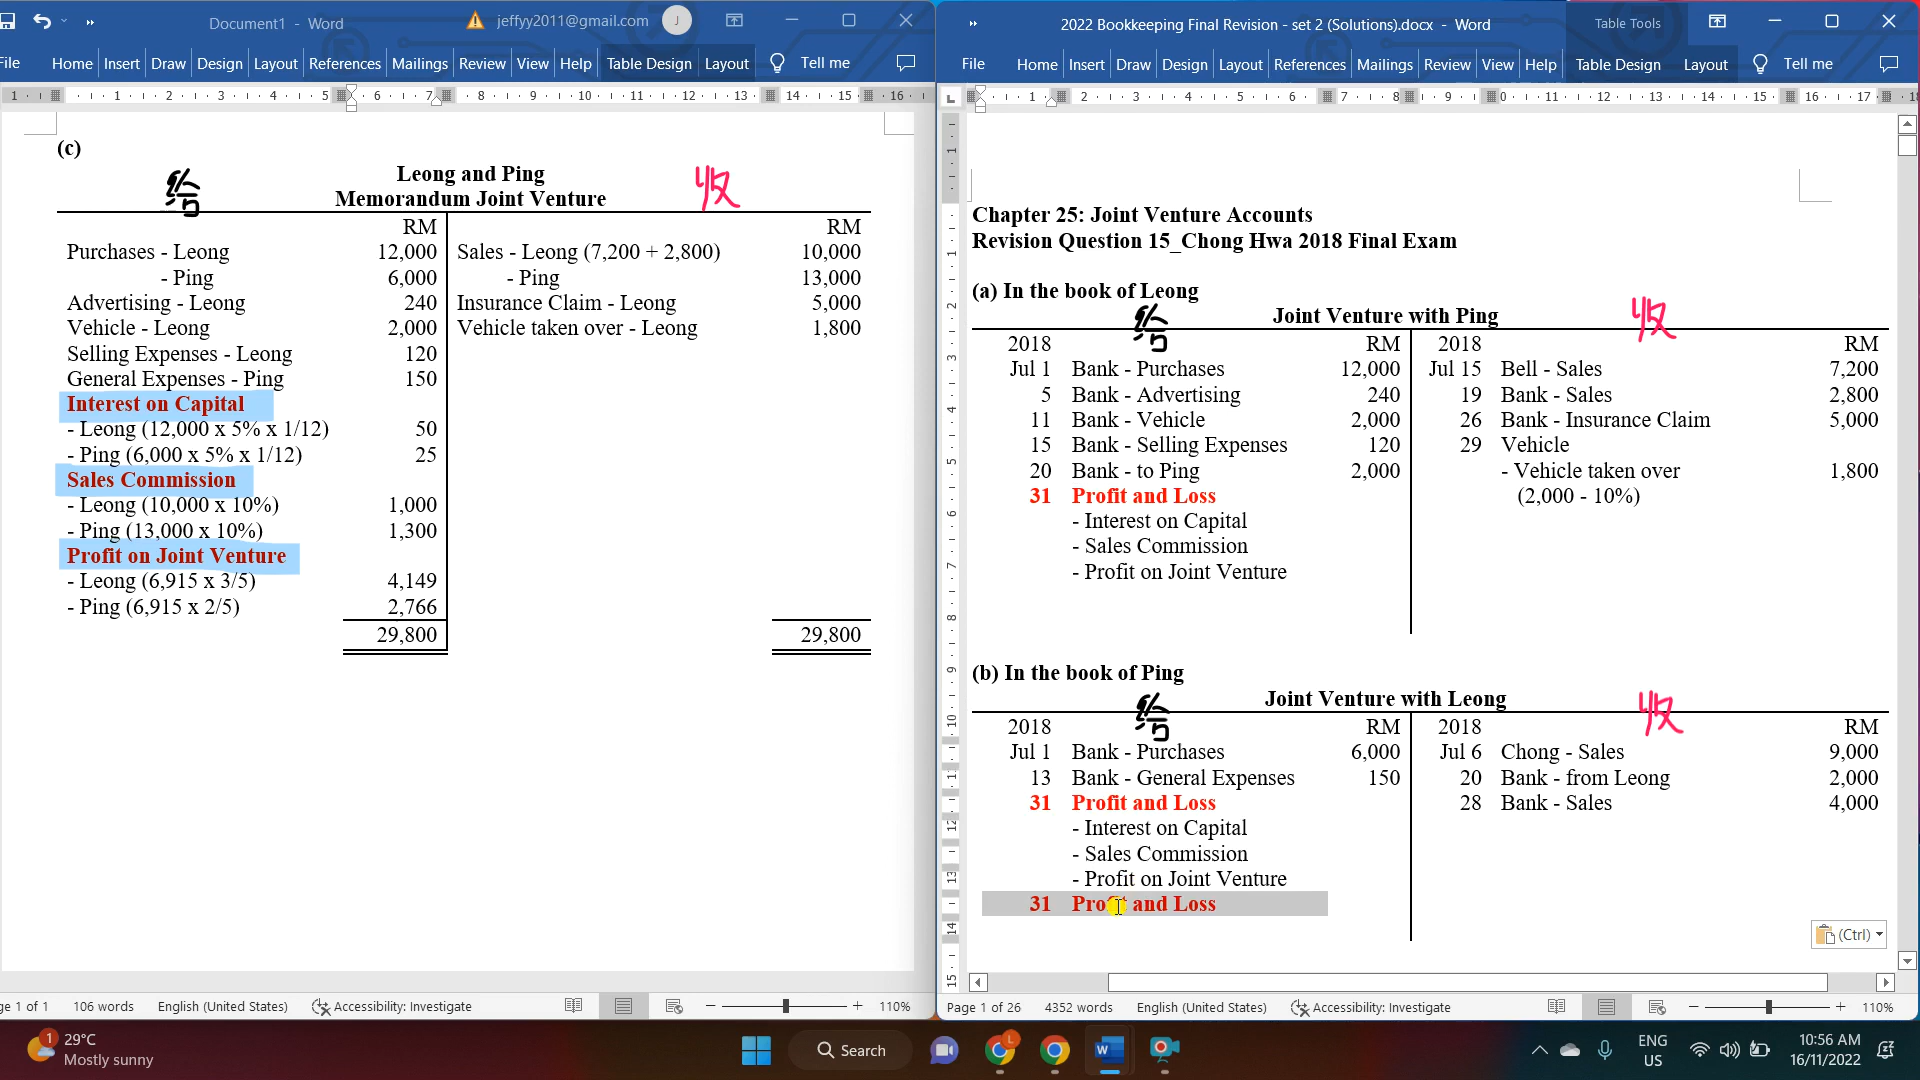 Document1 - Word
jeffyy2011@gmail.com
J
File Home Insert Draw Design Layout References Mailings Review View Help Table Design Layout Tell me
(c)
给
收
Leong and Ping
Memorandum Joint Venture
RM RM
Purchases - Leong 12,000 Sales - Leong (7,200 + 2,800) 10,000
- Ping 6,000 - Ping 13,000
Advertising - Leong 240 Insurance Claim - Leong 5,000
Vehicle - Leong 2,000 Vehicle taken over - Leong 1,800
Selling Expenses - Leong 120
General Expenses - Ping 150
Interest on Capital
- Leong (12,000 x 5% x 1/12) 50
- Ping (6,000 x 5% x 1/12) 25
Sales Commission
- Leong (10,000 x 10%) 1,000
- Ping (13,000 x 10%) 1,300
Profit on Joint Venture
- Leong (6,915 x 3/5) 4,149
- Ping (6,915 x 2/5) 2,766
29,800 29,800
ge 1 of 1 106 words English (United States) Accessibility: Investigate 110%
2022 Bookkeeping Final Revision - set 2 (Solutions).docx - Word
Table Tools
File Home Insert Draw Design Layout References Mailings Review View Help Table Design Layout Tell me
Chapter 25: Joint Venture Accounts
Revision Question 15_Chong Hwa 2018 Final Exam
(a) In the book of Leong
给
收
Joint Venture with Ping
2018 RM 2018 RM
Jul 1 Bank - Purchases 12,000 Jul 15 Bell - Sales 7,200
5 Bank - Advertising 240 19 Bank - Sales 2,800
11 Bank - Vehicle 2,000 26 Bank - Insurance Claim 5,000
15 Bank - Selling Expenses 120 29 Vehicle
20 Bank - to Ping 2,000 - Vehicle taken over 1,800
31 Profit and Loss (2,000 - 10%)
- Interest on Capital
- Sales Commission
- Profit on Joint Venture
(b) In the book of Ping
给
收
Joint Venture with Leong
2018 RM 2018 RM
Jul 1 Bank - Purchases 6,000 Jul 6 Chong - Sales 9,000
13 Bank - General Expenses 150 20 Bank - from Leong 2,000
31 Profit and Loss 28 Bank - Sales 4,000
- Interest on Capital
- Sales Commission
- Profit on Joint Venture
31 Profit and Loss
(Ctrl)
Page 1 of 26 4352 words English (United States) Accessibility: Investigate 110%
1
29°C
Mostly sunny
Search
ENG
US
10:56 AM
16/11/2022